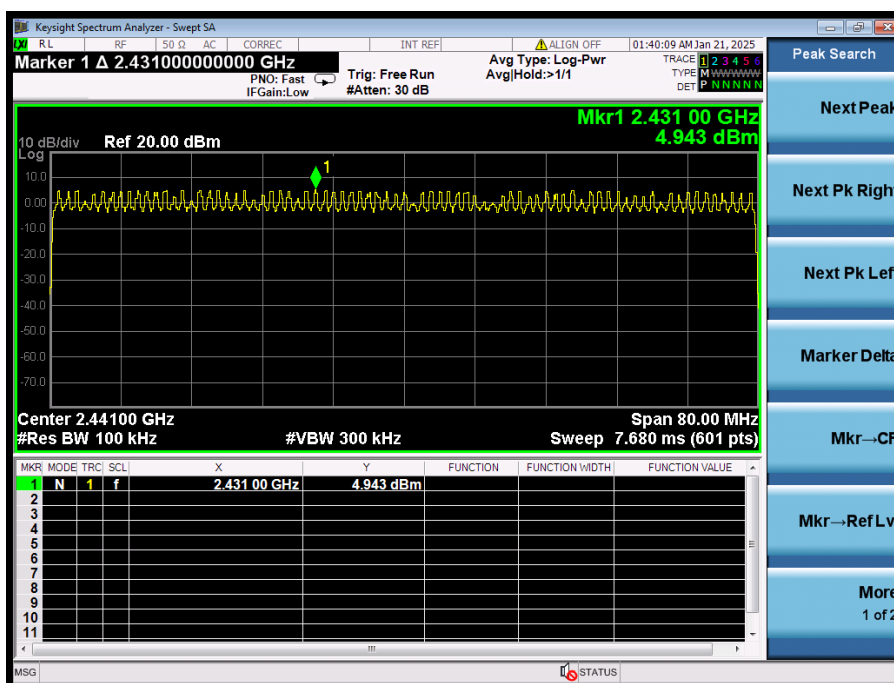 Keysight Spectrum Analyzer - Swept SA
LXI RL RF 50 Ω AC CORREC INT REF ALIGN OFF 01:40:09 AM Jan 21, 2025
Marker 1 Δ 2.431000000000 GHz
PNO: Fast
IFGain:Low
Trig: Free Run
#Atten: 30 dB
Avg Type: Log-Pwr
Avg|Hold:>1/1
TRACE 1 2 3 4 5 6
TYPE M WWWWW
DET P N N N N N
Mkr1 2.431 00 GHz
4.943 dBm
10 dB/div Ref 20.00 dBm
Log
1
10.0
0.00
-10.0
-20.0
-30.0
-40.0
-50.0
-60.0
-70.0
Center 2.44100 GHz Span 80.00 MHz
#Res BW 100 kHz #VBW 300 kHz Sweep 7.680 ms (601 pts)
MKR MODE TRC SCL X Y FUNCTION FUNCTION WIDTH FUNCTION VALUE
1 N 1 f 2.431 00 GHz 4.943 dBm
2
3
4
5
6
7
8
9
10
11
MSG STATUS
Peak Search
Next Peak
Next Pk Right
Next Pk Lef
Marker Delta
Mkr→CF
Mkr→Ref Lv
More
1 of 2